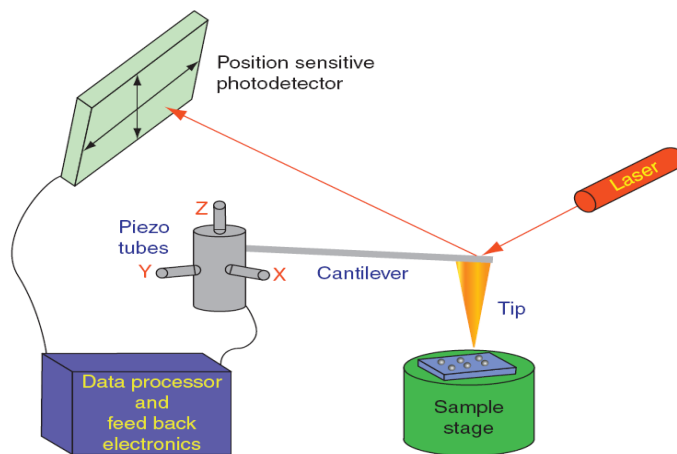 Position sensitive
photodetector
Laser
Z
Piezo
tubes
Y
X
Cantilever
Tip
Data processor
and
feed back
electronics
Sample
stage